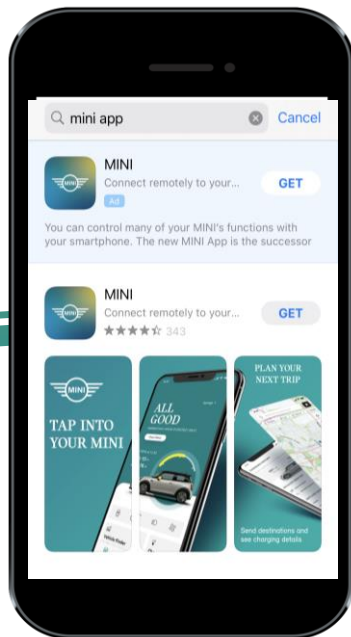 mini app
Cancel
MINI
Connect remotely to your...
Ad
GET
You can control many of your MINI's functions with
your smartphone. The new MINI App is the successor
MINI
Connect remotely to your...
343
GET
MINI
TAP INTO
YOUR MINI
Vehicle Finder
ALL
GOOD
PLAN YOUR
NEXT TRIP
Send destinations and
see charging details